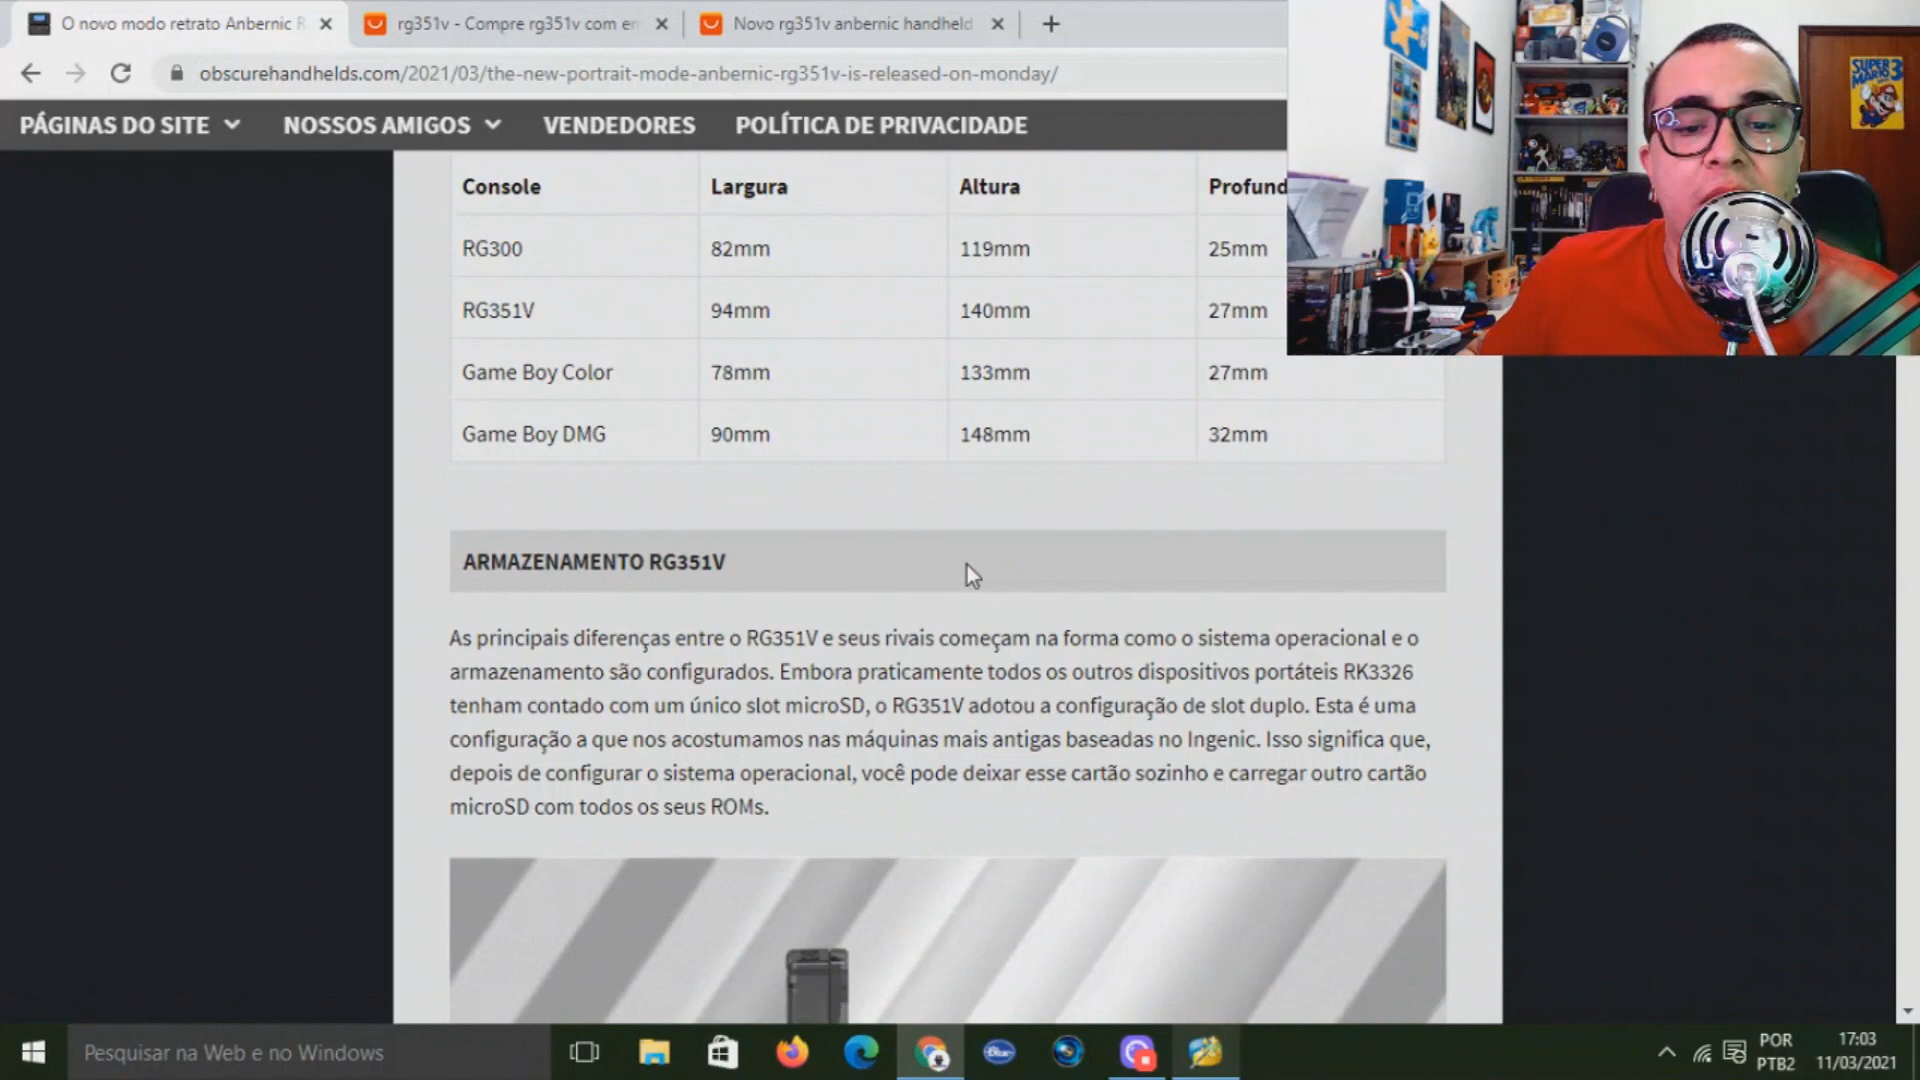 O novo modo retrato Anbernic R
rg351v - Compre rg351v com en
Novo rg351v anbernic handheld
obscurehandhelds.com/2021/03/the-new-portrait-mode-anbernic-rg351v-is-released-on-monday/
PÁGINAS DO SITE NOSSOS AMIGOS VENDEDORES POLÍTICA DE PRIVACIDADE
SUPER MARIO 3
Console Largura Altura Profund
RG300 82mm 119mm 25mm
RG351V 94mm 140mm 27mm
Game Boy Color 78mm 133mm 27mm
Game Boy DMG 90mm 148mm 32mm
ARMAZENAMENTO RG351V
As principais diferenças entre o RG351V e seus rivais começam na forma como o sistema operacional e o
armazenamento são configurados. Embora praticamente todos os outros dispositivos portáteis RK3326
tenham contado com um único slot microSD, o RG351V adotou a configuração de slot duplo. Esta é uma
configuração a que nos acostumamos nas máquinas mais antigas baseadas no Ingenic. Isso significa que,
depois de configurar o sistema operacional, você pode deixar esse cartão sozinho e carregar outro cartão
microSD com todos os seus ROMs.
Pesquisar na Web e no Windows
Blu
POR
PTB2
17:03
11/03/2021